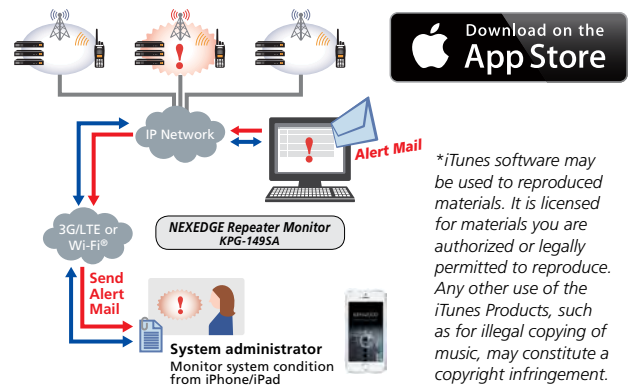 Download on the
App Store
IP Network
Alert Mail
3G/LTE or
Wi-Fi®
NEXEDGE Repeater Monitor
KPG-149SA
Send
Alert
Mail
System administrator
Monitor system condition
from iPhone/iPad
KENWOOD
*iTunes software may
be used to reproduced
materials. It is licensed
for materials you are
authorized or legally
permitted to reproduce.
Any other use of the
iTunes Products, such
as for illegal copying of
music, may constitute a
copyright infringement.